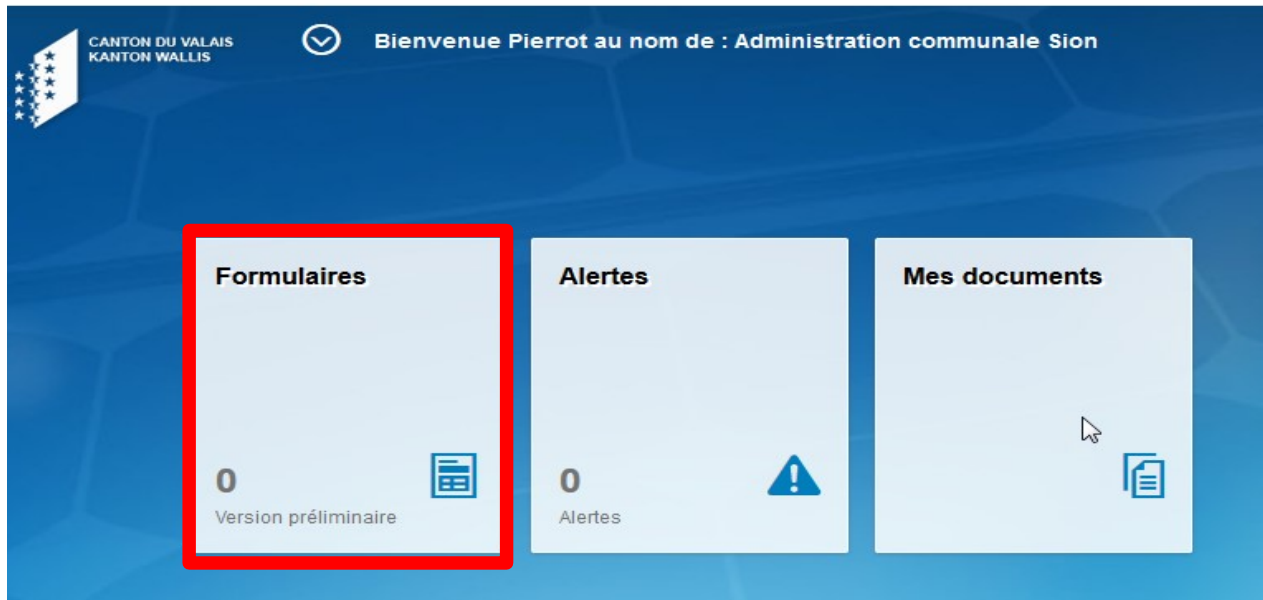 CANTON DU VALAIS
KANTON WALLIS
Bienvenue Pierrot au nom de : Administration communale Sion
Formulaires
0
Version préliminaire
Alertes
0
Alertes
Mes documents